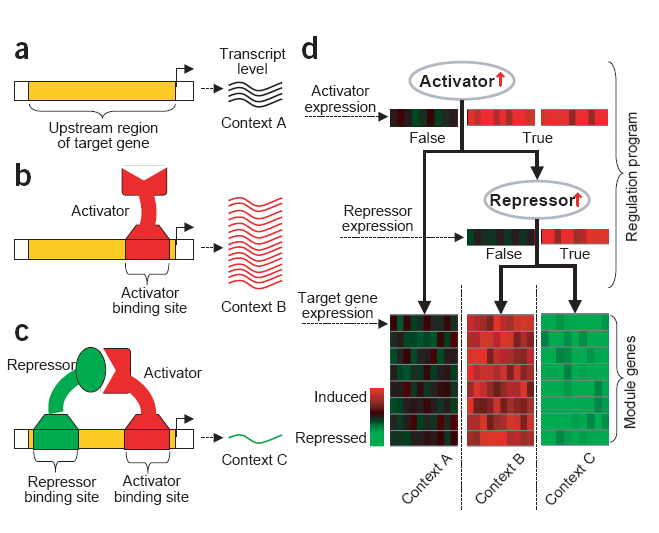 a
Transcript
level
Upstream region
of target gene
Context A
b
Activator
Activator
binding site
Context B
c
Repressor
Activator
Repressor
binding site
Activator
binding site
Context C
d
Activator
Activator
expression
False
True
Repressor
Repressor
expression
False
True
Regulation program
Target gene
expression
Induced
Repressed
Module genes
Context A
Context B
Context C